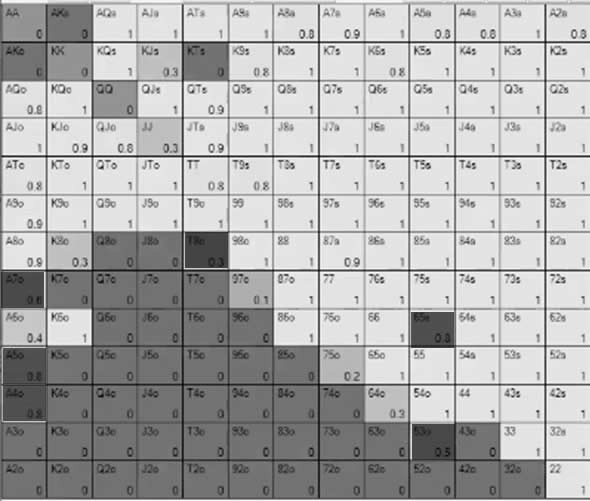 AA AKs AQs AJs ATs A9s A8s A7s A6s A5s A4s A3s A2s
0 0 1 1 1 1 0.8 0.9 1 0.8 0.8 1 0.8
AKo KK KQs KJs KTs K9s K8s K7s K6s K5s K4s K3s K2s
0 0 1 0.3 0 0.8 1 1 0.8 1 1 1 1
AQo KQo QQ QJs QTs Q9s Q8s Q7s Q6s Q5s Q4s Q3s Q2s
0.8 1 0 1 0.9 1 1 1 1 1 1 1 1
AJo KJo QJo JJ JTs J9s J8s J7s J6s J5s J4s J3s J2s
1 0.9 0.8 0.3 0.9 1 1 1 1 1 1 1 1
ATo KTo QTo JTo TT T9s T8s T7s T6s T5s T4s T3s T2s
0.8 1 1 1 0.8 0.8 1 1 1 1 1 1 1
A9o K9o Q9o J9o T9o 99 98s 97s 96s 95s 94s 93s 92s
0.9 1 1 1 1 1 1 1 1 1 1 1 1
A8o K8o Q8o J8o T8o 98o 88 87s 86s 85s 84s 83s 82s
0.9 0.3 0 0 0.3 1 1 0.9 1 1 1 1 1
A7o K7o Q7o J7o T7o 97o 87o 77 76s 75s 74s 73s 72s
0.6 0 0 0 0 0.1 1 1 1 1 1 1 1
A6o K6o Q6o J6o T6o 96o 86o 76o 66 65s 64s 63s 62s
0.4 1 0 0 0 0 1 1 1 0.8 1 1 1
A5o K5o Q5o J5o T5o 95o 85o 75o 65o 55 54s 53s 52s
0.8 0 0 0 0 0 0 0.2 1 1 1 1 1
A4o K4o Q4o J4o T4o 94o 84o 74o 64o 54o 44 43s 42s
0.8 0 0 0 0 0 0 0 0.3 1 1 1 1
A3o K3o Q3o J3o T3o 93o 83o 73o 63o 53o 43o 33 32s
0 0 0 0 0 0 0 0 0 0.5 0 1 1
A2o K2o Q2o J2o T2o 92o 82o 72o 62o 52o 42o 32o 22
0 0 0 0 0 0 0 0 0 0 0 0 1